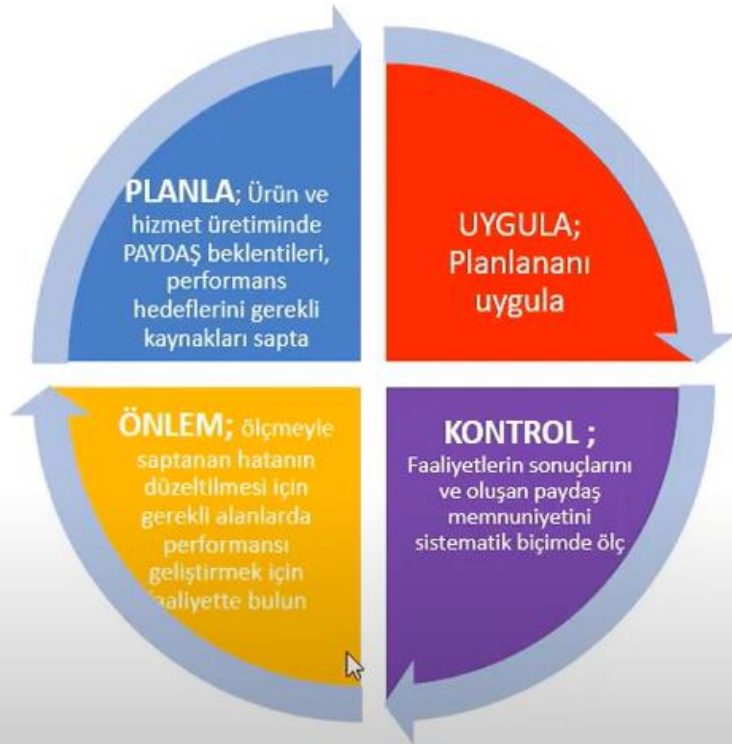 PLANLA; Ürün ve
hizmet üretiminde
PAYDAŞ beklentileri,
performans
hedeflerini gerekli
kaynakları sapta
UYGULA;
Planlananı
uygula
KONTROL ;
Faaliyetlerin sonuçlarını
ve oluşan paydaş
memnuniyetini
sistematik biçimde ölç
ÖNLEM; ölçmeyle
saptanan hatanın
düzeltilmesi için
gerekli alanlarda
performansı
geliştirmek için
faaliyette bulun